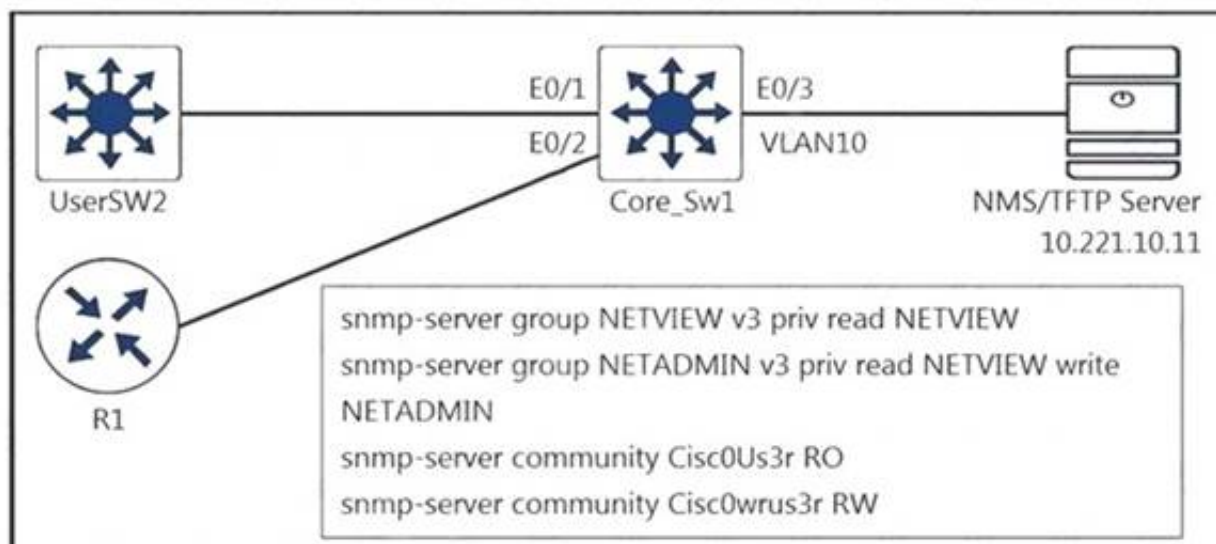 E0/1
E0/3
E0/2
VLAN10
UserSW2
Core_Sw1
NMS/TFTP Server
10.221.10.11
R1
snmp-server group NETVIEW v3 priv read NETVIEW
snmp-server group NETADMIN v3 priv read NETVIEW write
NETADMIN
snmp-server community Cisc0Us3r RO
snmp-server community Cisc0wrus3r RW